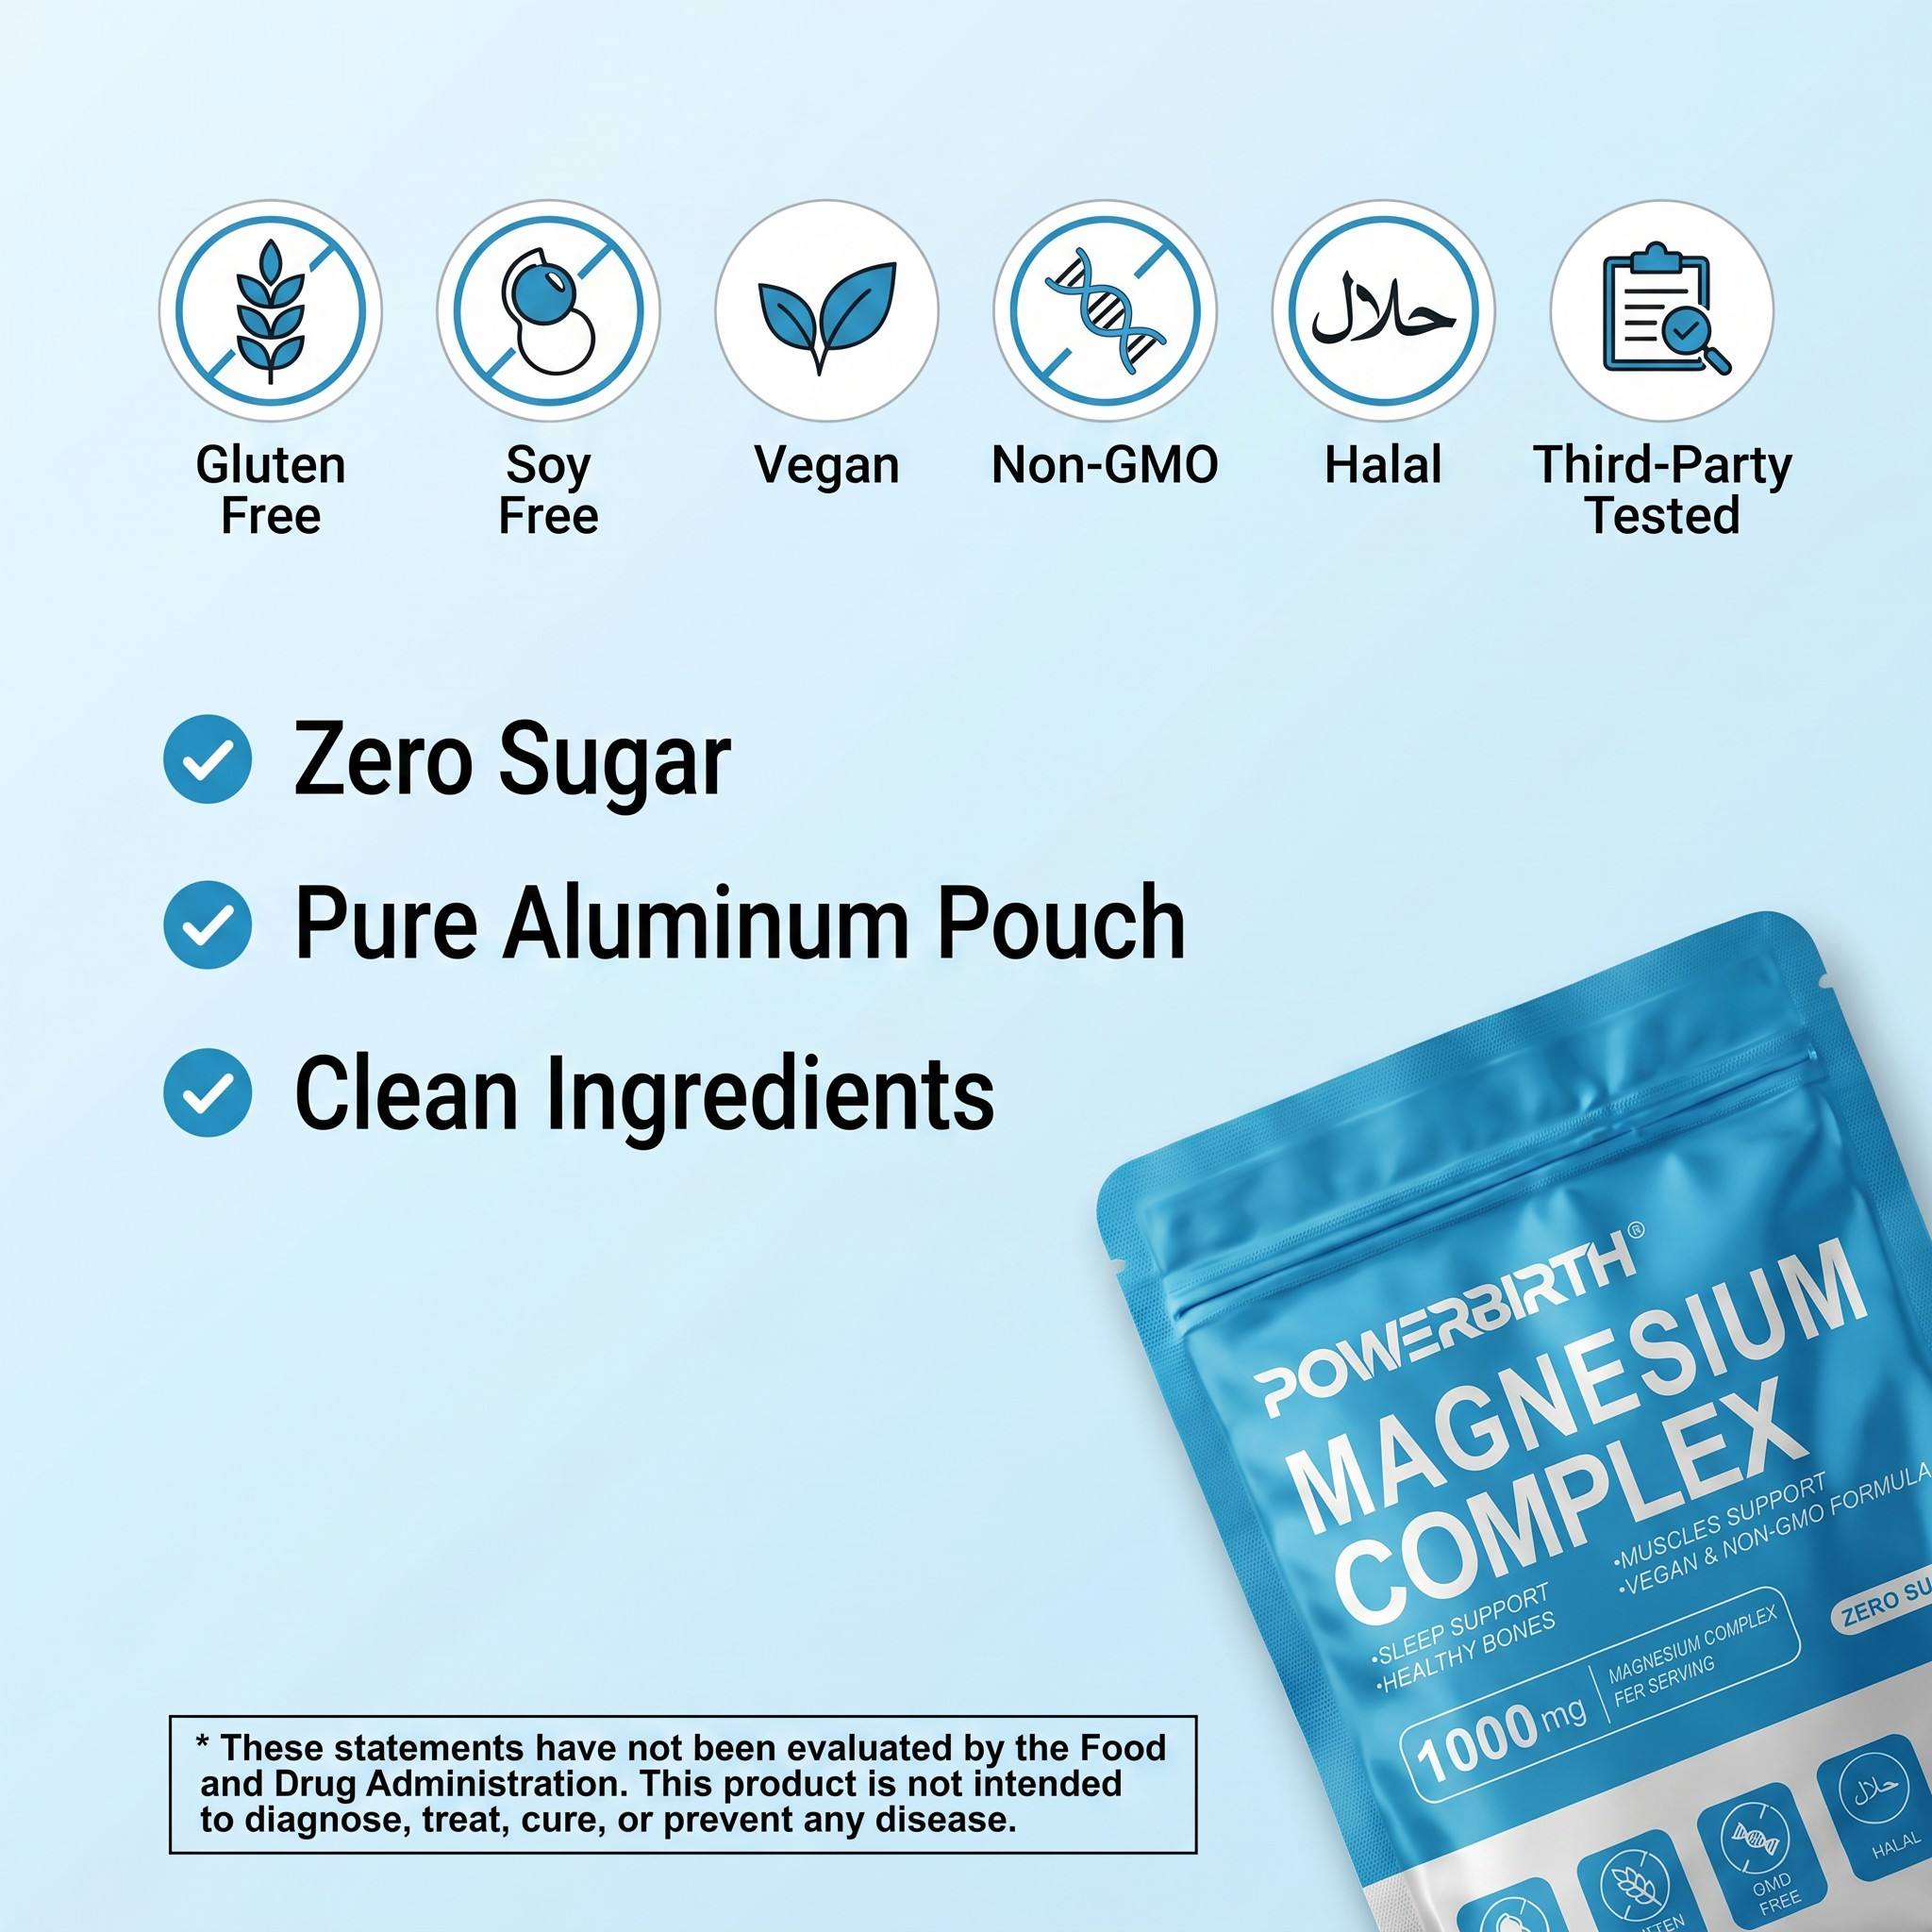 حلال
Gluten
Free
Soy
Free
Vegan
Non-GMO
Halal
Third-Party
Tested
Zero Sugar
Pure Aluminum Pouch
Clean Ingredients
POWERBIRTH®
MAGNESIUM
COMPLEX
•SLEEP SUPPORT
•HEALTHY BONES
•MUSCLES SUPPORT
•VEGAN & NON-GMO FORMULA
1000 mg
MAGNESIUM COMPLEX
FER SERVING
ZERO SU
حلال
HALAL
GMD
FREE
* These statements have not been evaluated by the Food
and Drug Administration. This product is not intended
to diagnose, treat, cure, or prevent any disease.